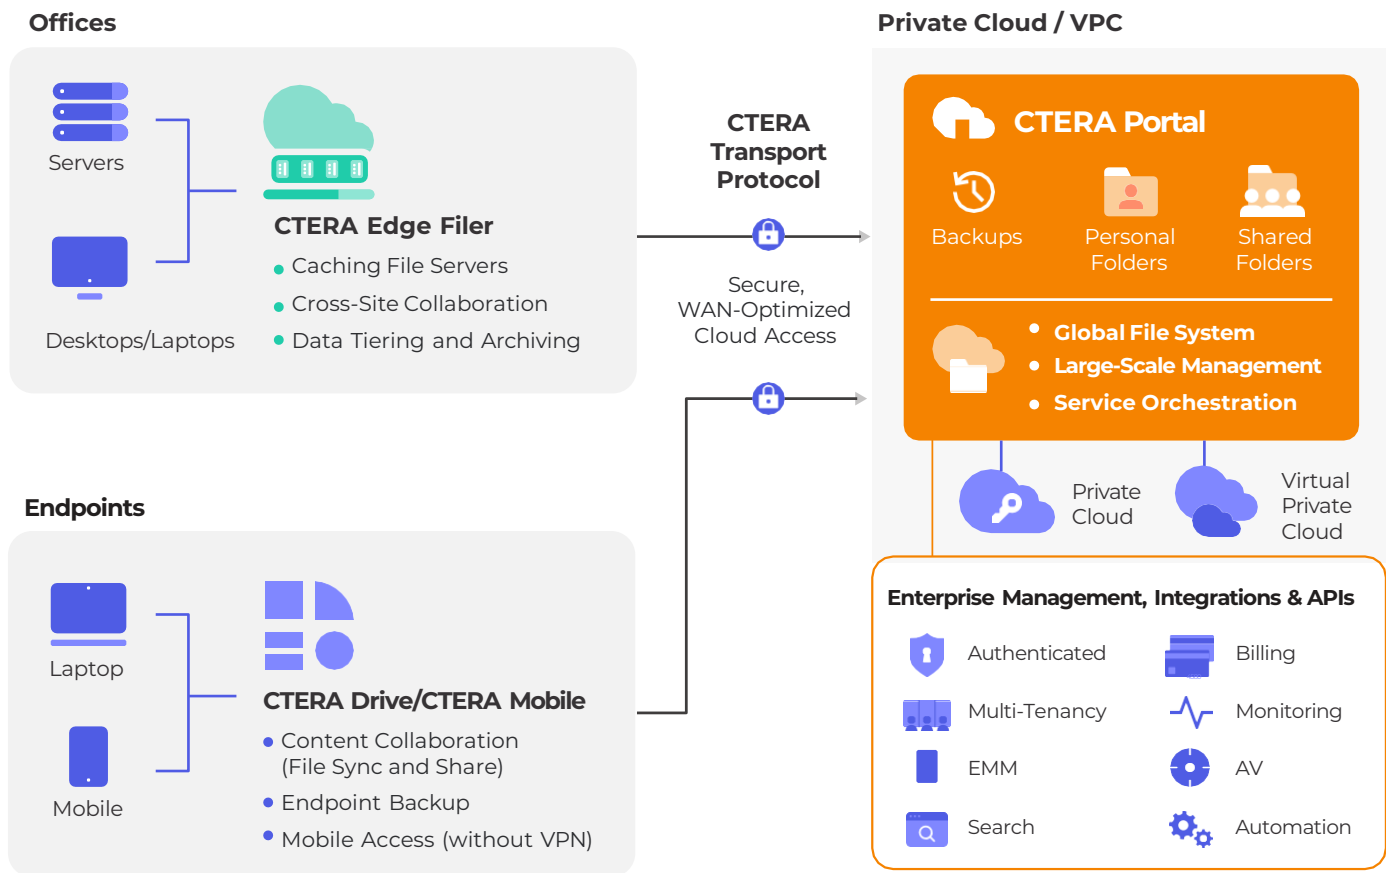 Offices
Servers
Desktops/Laptops
CTERA Edge Filer
Caching File Servers
Cross-Site Collaboration
Data Tiering and Archiving
CTERA
Transport
Protocol
Secure,
WAN-Optimized
Cloud Access
Private Cloud / VPC
CTERA Portal
Backups
Personal
Folders
Shared
Folders
Global File System
Large-Scale Management
Service Orchestration
Private
Cloud
Virtual
Private
Cloud
Endpoints
Laptop
Mobile
CTERA Drive/CTERA Mobile
Content Collaboration
(File Sync and Share)
Endpoint Backup
Mobile Access (without VPN)
Enterprise Management, Integrations & APIs
Authenticated
Billing
Multi-Tenancy
Monitoring
EMM
AV
Search
Automation